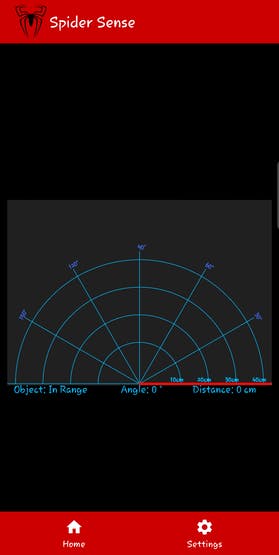 Spider Sense
90°
120°
60°
150°
30°
10cm 20cm 30cm 40cm
Object: In Range Angle: 0 ° Distance: 0 cm
Home Settings